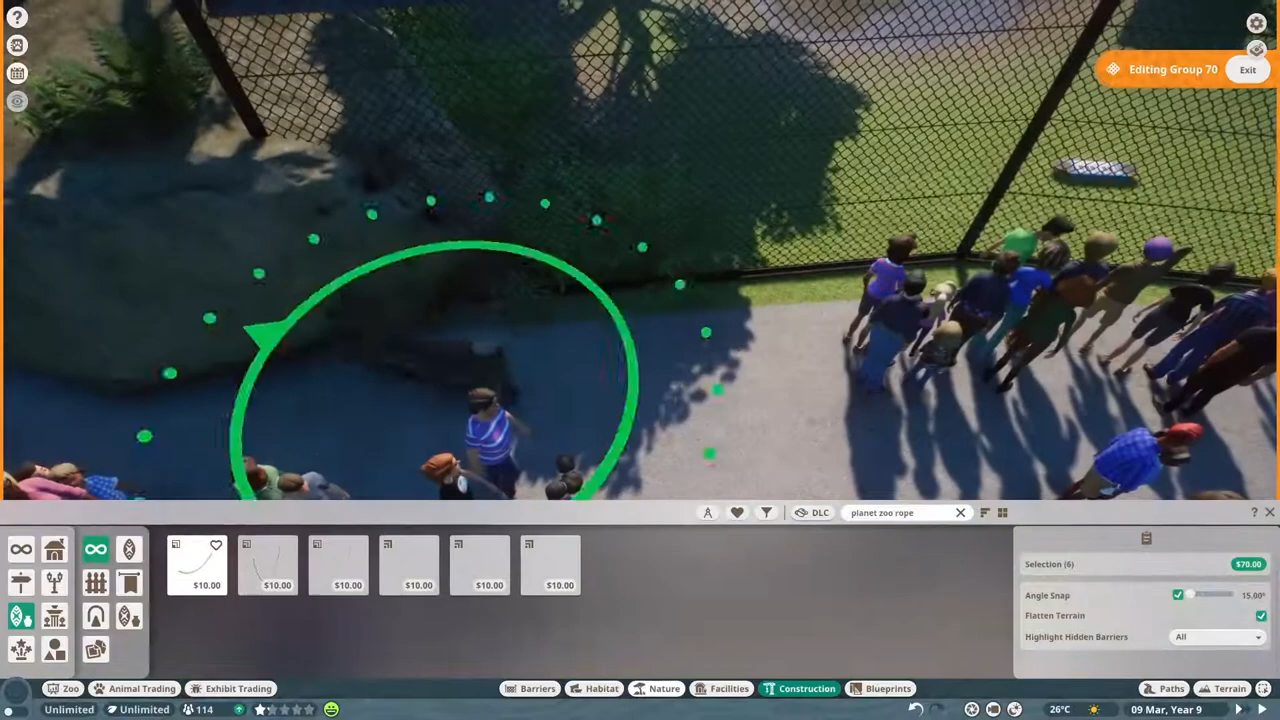 Editing Group 70 Exit
DLC planet zoo rope
$10.00 $10.00 $10.00 $10.00 $10.00 $10.00
Selection (6) $70.00
Angle Snap 15.00°
Flatten Terrain
Highlight Hidden Barriers All
Zoo Animal Trading Exhibit Trading Barriers Habitat Nature Facilities Construction Blueprints Paths Terrain
Unlimited Unlimited 114 26°C 09 Mar, Year 9